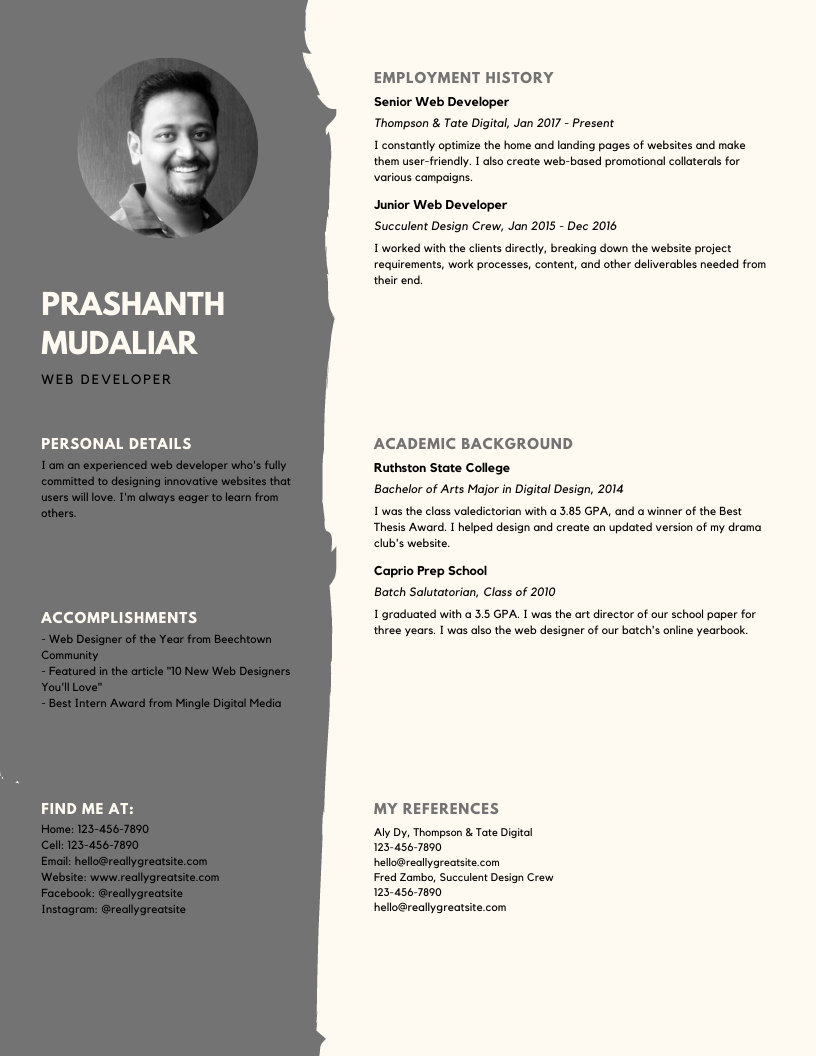 PRASHANTH
MUDALIAR
WEB DEVELOPER
PERSONAL DETAILS
I am an experienced web developer who's fully
committed to designing innovative websites that
users will love. I'm always eager to learn from
others.
ACCOMPLISHMENTS
- Web Designer of the Year from Beechtown
Community
- Featured in the article "10 New Web Designers
You'll Love"
- Best Intern Award from Mingle Digital Media
FIND ME AT:
Home: 123-456-7890
Cell: 123-456-7890
Email: hello@reallygreatsite.com
Website: www.reallygreatsite.com
Facebook: @reallygreatsite
Instagram: @reallygreatsite
EMPLOYMENT HISTORY
Senior Web Developer
Thompson & Tate Digital, Jan 2017 - Present
I constantly optimize the home and landing pages of websites and make
them user-friendly. I also create web-based promotional collaterals for
various campaigns.
Junior Web Developer
Succulent Design Crew, Jan 2015 - Dec 2016
I worked with the clients directly, breaking down the website project
requirements, work processes, content, and other deliverables needed from
their end.
ACADEMIC BACKGROUND
Ruthston State College
Bachelor of Arts Major in Digital Design, 2014
I was the class valedictorian with a 3.85 GPA, and a winner of the Best
Thesis Award. I helped design and create an updated version of my drama
club's website.
Caprio Prep School
Batch Salutatorian, Class of 2010
I graduated with a 3.5 GPA. I was the art director of our school paper for
three years. I was also the web designer of our batch's online yearbook.
MY REFERENCES
Aly Dy, Thompson & Tate Digital
123-456-7890
hello@reallygreatsite.com
Fred Zambo, Succulent Design Crew
123-456-7890
hello@reallygreatsite.com